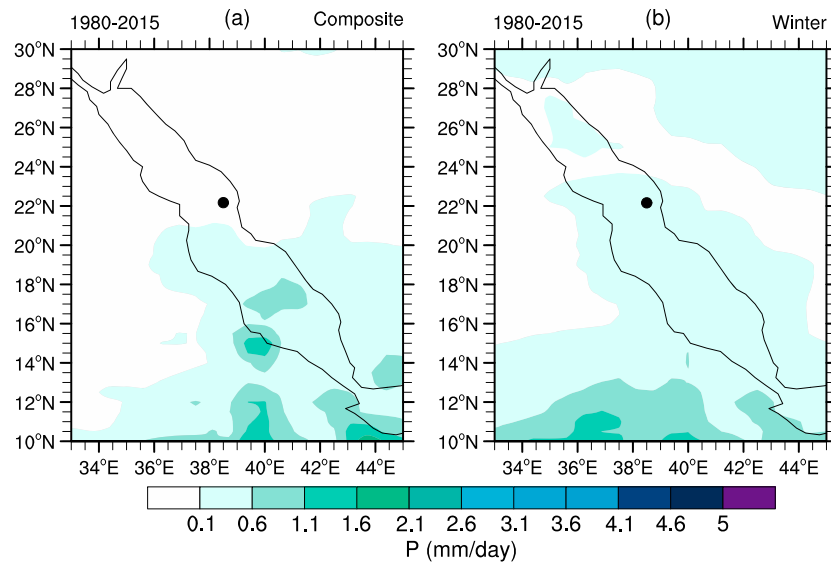 1980-2015 (a) Composite
1980-2015 (b) Winter
30°N
28°N
26°N
24°N
22°N
20°N
18°N
16°N
14°N
12°N
10°N
34°E 36°E 38°E 40°E 42°E 44°E
30°N
28°N
26°N
24°N
22°N
20°N
18°N
16°N
14°N
12°N
10°N
34°E 36°E 38°E 40°E 42°E 44°E
0.1 0.6 1.1 1.6 2.1 2.6 3.1 3.6 4.1 4.6 5
P (mm/day)